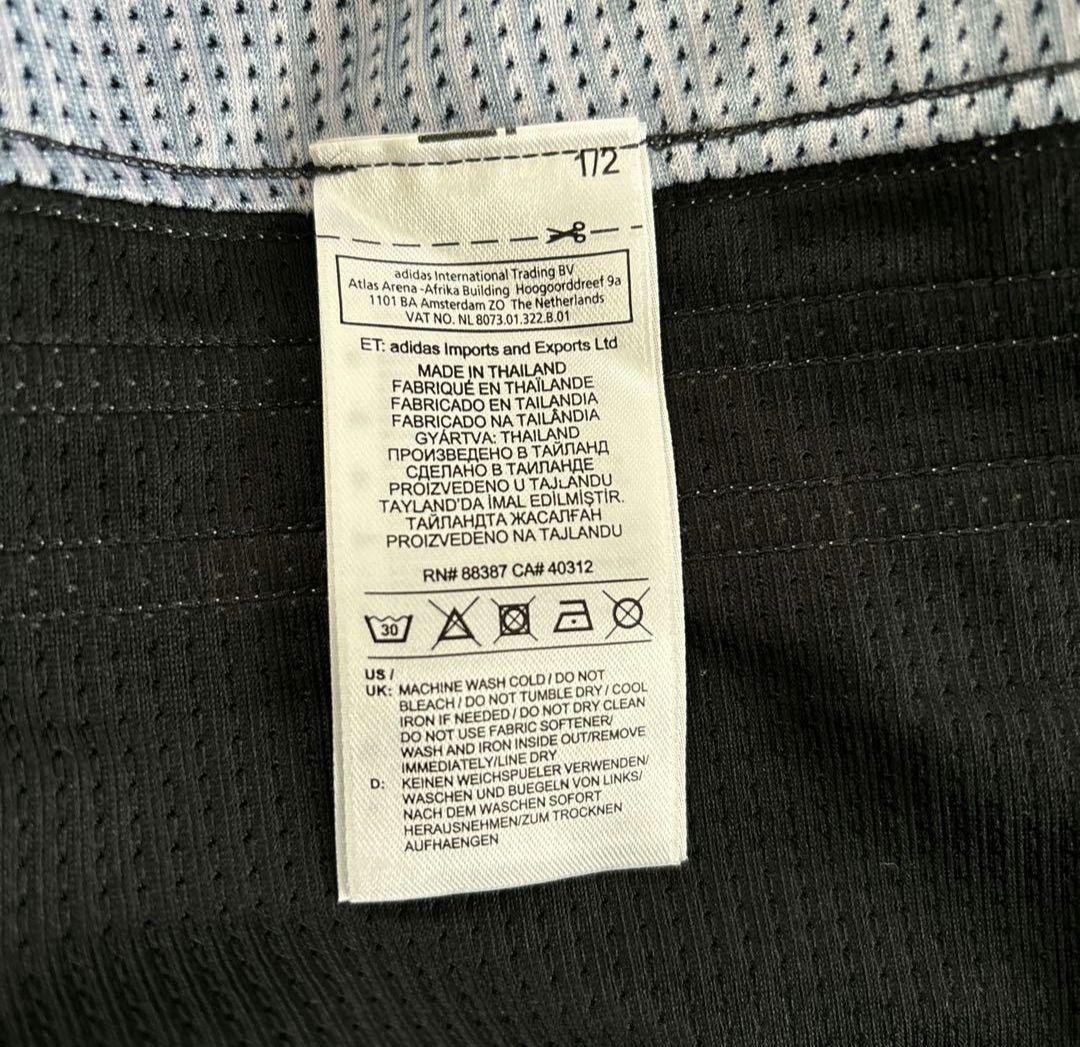 1/2
adidas International Trading BV
Atlas Arena -Afrika Building Hoogoorddreef 9a
1101 BA Amsterdam ZO The Netherlands
VAT NO. NL 8073.01.322.B.01
ET: adidas Imports and Exports Ltd
MADE IN THAILAND
FABRIQUÉ EN THAÏLANDE
FABRICADO EN TAILANDIA
FABRICADO NA TAILÂNDIA
GYÁRTVA: THAILAND
ПРОИЗВЕДЕНО В ТАЙЛАНД
СДЕЛАНО В ТАИЛАНДЕ
PROIZVEDENO U TAJLANDU
TAYLAND'DA İMAL EDİLMİŞTİR.
ТАЙЛАНДТА ЖАСАЛҒАН
PROIZVEDENO NA TAJLANDU
RN# 88387 CA# 40312
30
US /
UK: MACHINE WASH COLD / DO NOT
BLEACH / DO NOT TUMBLE DRY / COOL
IRON IF NEEDED / DO NOT DRY CLEAN
DO NOT USE FABRIC SOFTENER/
WASH AND IRON INSIDE OUT/REMOVE
IMMEDIATELY/LINE DRY
D: KEINEN WEICHSPUELER VERWENDEN/
WASCHEN UND BUEGELN VON LINKS/
NACH DEM WASCHEN SOFORT
HERAUSNEHMEN/ZUM TROCKNEN
AUFHAENGEN